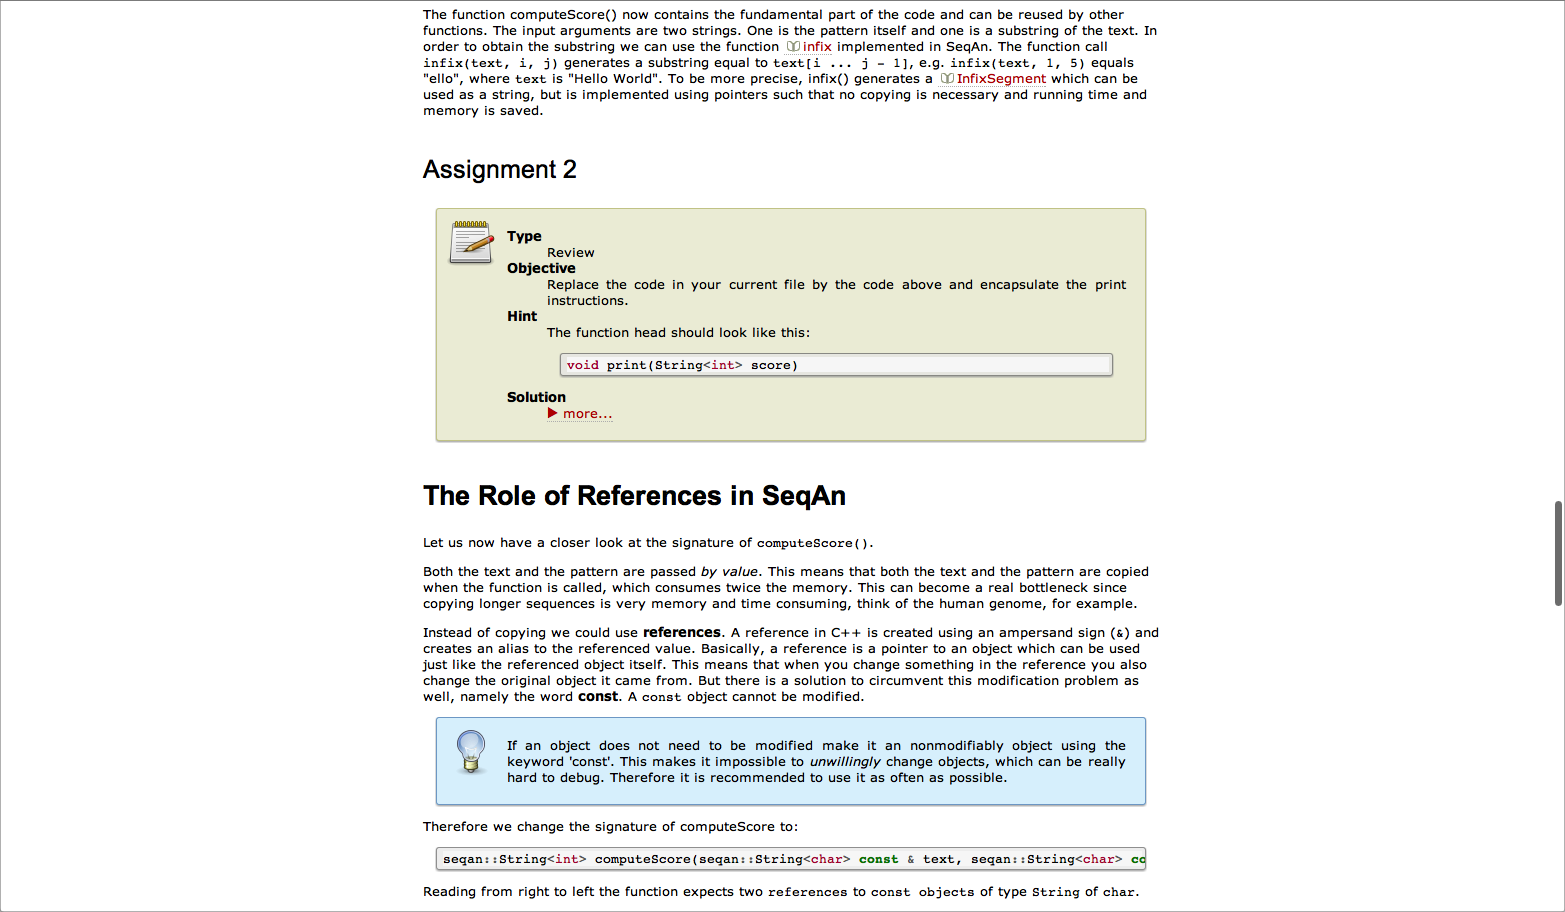 The function computeScore() now contains the fundamental part of the code and can be reused by other
functions. The input arguments are two strings. One is the pattern itself and one is a substring of the text. In
order to obtain the substring we can use the function infix implemented in SeqAn. The function call
infix(text, i, j) generates a substring equal to text[i ... j - 1], e.g. infix(text, 1, 5) equals
"ello", where text is "Hello World". To be more precise, infix() generates a InfixSegment which can be
used as a string, but is implemented using pointers such that no copying is necessary and running time and
memory is saved.
Assignment 2
Type
Review
Objective
Replace the code in your current file by the code above and encapsulate the print
instructions.
Hint
The function head should look like this:
void print(String<int> score)
Solution
more...
The Role of References in SeqAn
Let us now have a closer look at the signature of computeScore().
Both the text and the pattern are passed by value. This means that both the text and the pattern are copied
when the function is called, which consumes twice the memory. This can become a real bottleneck since
copying longer sequences is very memory and time consuming, think of the human genome, for example.
Instead of copying we could use references. A reference in C++ is created using an ampersand sign (&) and
creates an alias to the referenced value. Basically, a reference is a pointer to an object which can be used
just like the referenced object itself. This means that when you change something in the reference you also
change the original object it came from. But there is a solution to circumvent this modification problem as
well, namely the word const. A const object cannot be modified.
If an object does not need to be modified make it an nonmodifiably object using the
keyword 'const'. This makes it impossible to unwillingly change objects, which can be really
hard to debug. Therefore it is recommended to use it as often as possible.
Therefore we change the signature of computeScore to:
seqan::String<int> computeScore(seqan::String<char> const & text, seqan::String<char> co
Reading from right to left the function expects two references to const objects of type String of char.